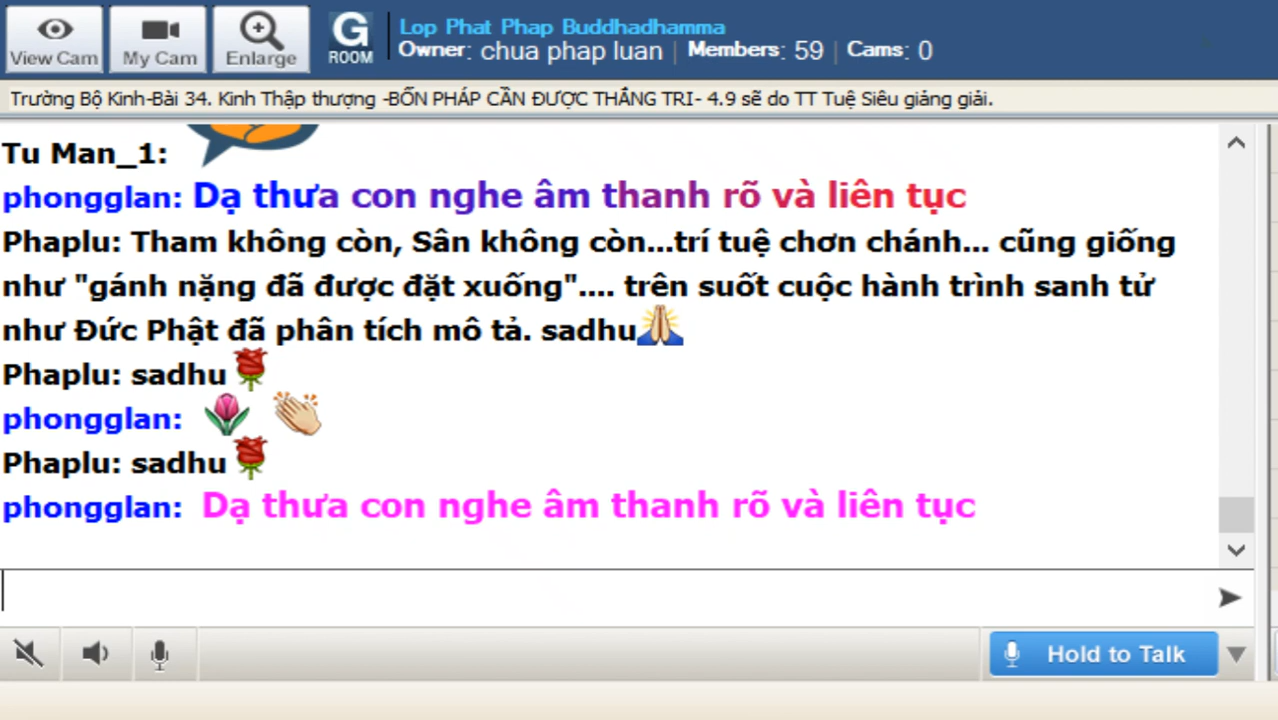 View Cam
My Cam
Enlarge
G
ROOM
Lop Phat Phap Buddhadhamma
Owner: chua phap luan | Members: 59 | Cams: 0
Trường Bộ Kinh-Bài 34. Kinh Thập thượng -BỐN PHÁP CẦN ĐƯỢC THẮNG TRI- 4.9 sẽ do TT Tuệ Siêu giảng giải.
Tu Man_1:
phongglan: Dạ thưa con nghe âm thanh rõ và liên tục
Phaplu: Tham không còn, Sân không còn...trí tuệ chơn chánh... cũng giống
như "gánh nặng đã được đặt xuống".... trên suốt cuộc hành trình sanh tử
như Đức Phật đã phân tích mô tả. sadhu
Phaplu: sadhu
phongglan:
Phaplu: sadhu
phongglan: Dạ thưa con nghe âm thanh rõ và liên tục
Hold to Talk